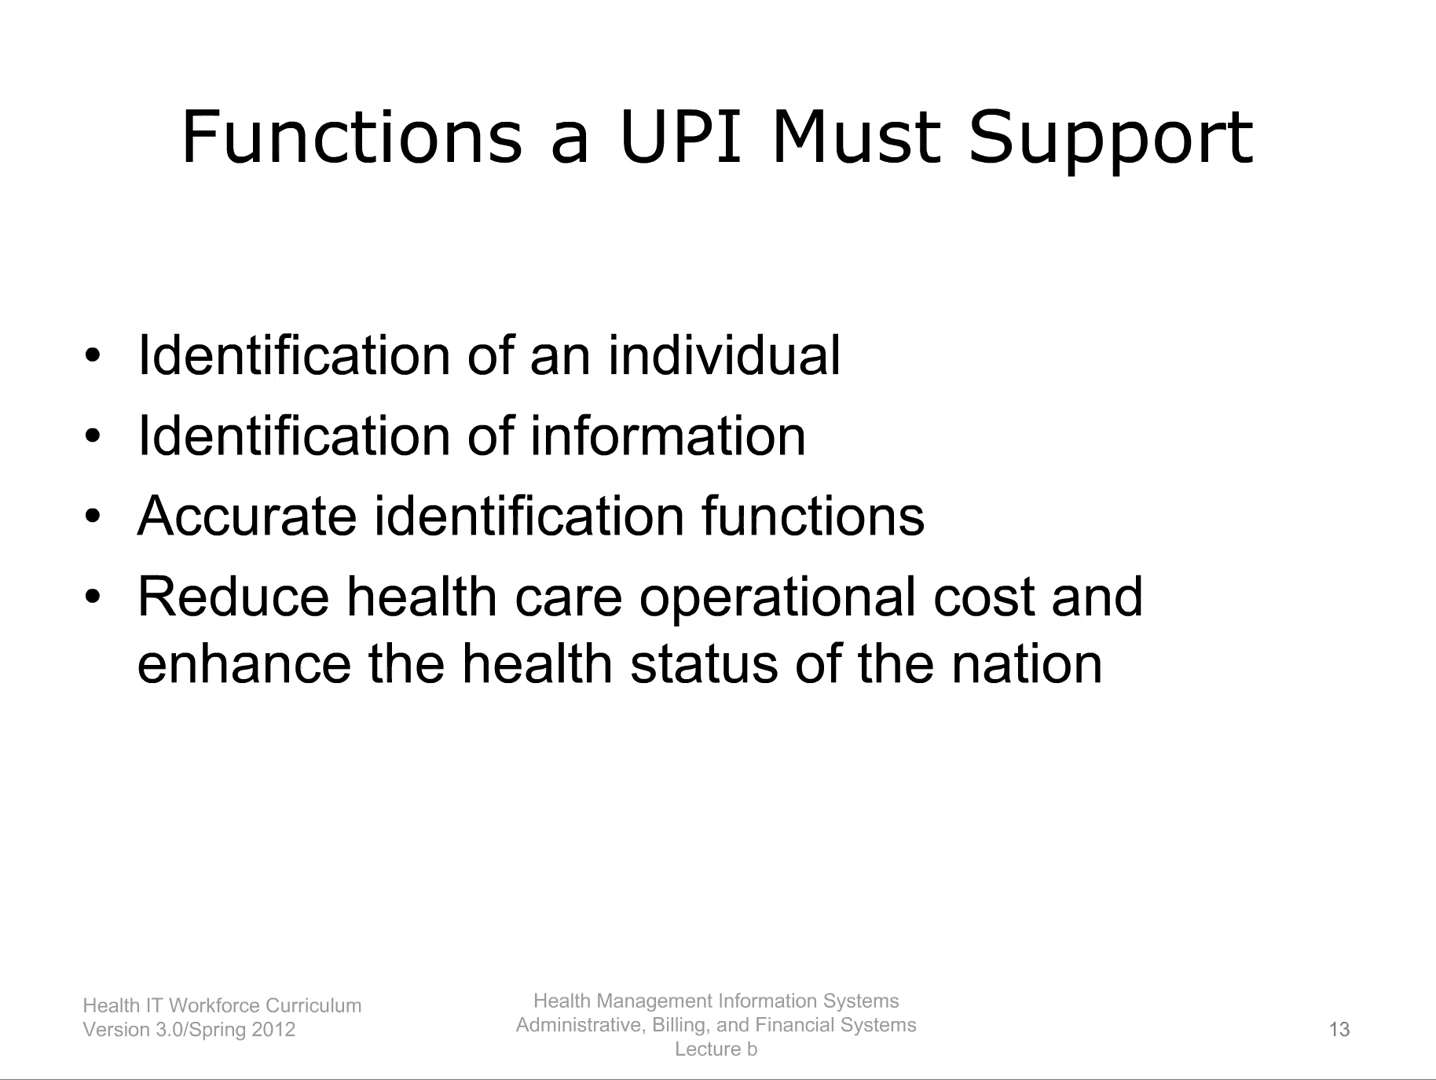 Functions a UPI Must Support
• Identification of an individual
• Identification of information
• Accurate identification functions
• Reduce health care operational cost and
enhance the health status of the nation
Health IT Workforce Curriculum
Version 3.0/Spring 2012
Health Management Information Systems
Administrative, Billing, and Financial Systems
Lecture b
13